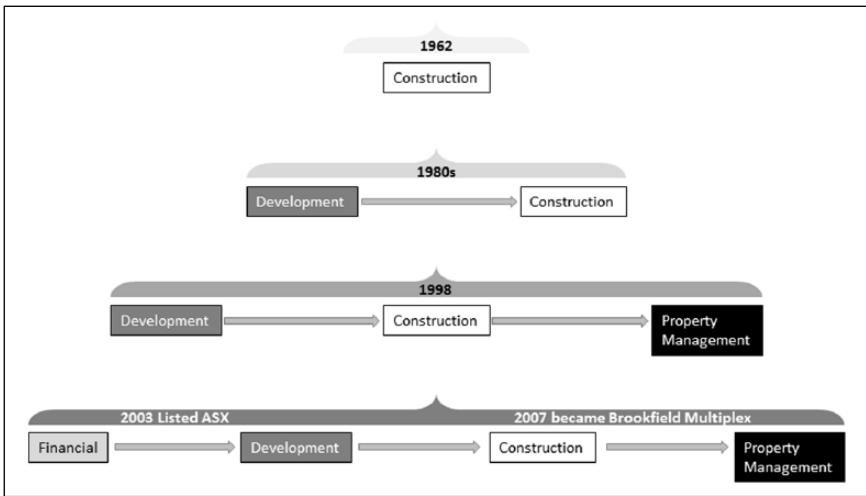 1962
Construction
1980s
Development Construction
1998
Development Construction Property
Management
2003 Listed ASX 2007 became Brookfield Multiplex
Financial Development Construction Property
Management